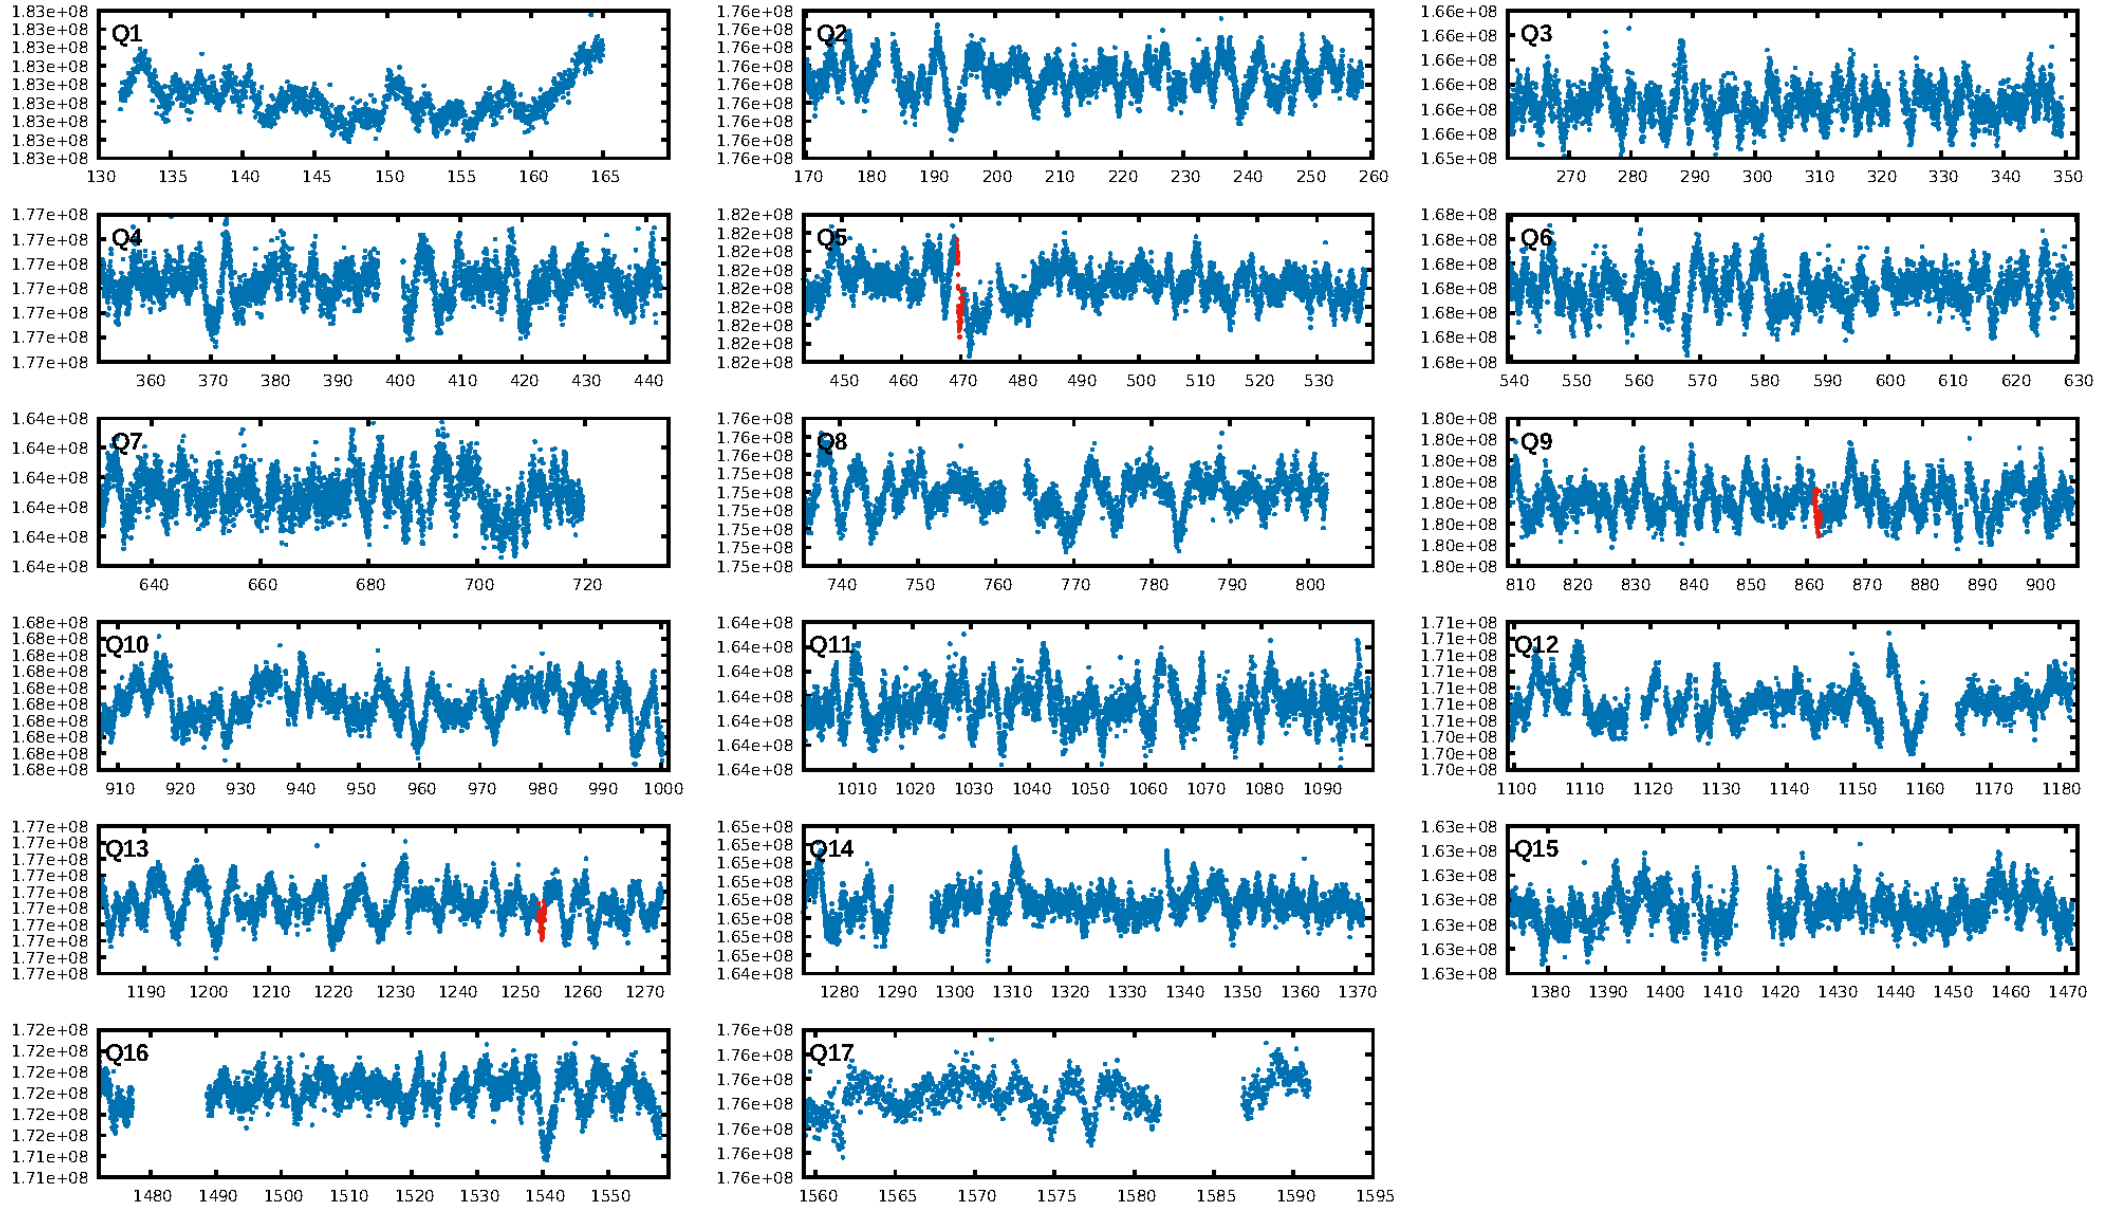 Q1
1.83e+08
1.83e+08
1.83e+08
1.83e+08
1.83e+08
1.83e+08
1.83e+08
1.83e+08
1.83e+08
130 135 140 145 150 155 160 165
Q2
1.76e+08
1.76e+08
1.76e+08
1.76e+08
1.76e+08
1.76e+08
1.76e+08
1.76e+08
1.76e+08
170 180 190 200 210 220 230 240 250 260
Q3
1.66e+08
1.66e+08
1.66e+08
1.66e+08
1.66e+08
1.66e+08
1.65e+08
270 280 290 300 310 320 330 340 350
Q4
1.77e+08
1.77e+08
1.77e+08
1.77e+08
1.77e+08
1.77e+08
1.77e+08
360 370 380 390 400 410 420 430 440
Q5
1.82e+08
1.82e+08
1.82e+08
1.82e+08
1.82e+08
1.82e+08
1.82e+08
1.82e+08
1.82e+08
450 460 470 480 490 500 510 520 530
Q6
1.68e+08
1.68e+08
1.68e+08
1.68e+08
1.68e+08
1.68e+08
1.68e+08
540 550 560 570 580 590 600 610 620 630
Q7
1.64e+08
1.64e+08
1.64e+08
1.64e+08
1.64e+08
1.64e+08
640 660 680 700 720
Q8
1.76e+08
1.76e+08
1.76e+08
1.75e+08
1.75e+08
1.75e+08
1.75e+08
1.75e+08
1.75e+08
740 750 760 770 780 790 800
Q9
1.80e+08
1.80e+08
1.80e+08
1.80e+08
1.80e+08
1.80e+08
1.80e+08
1.80e+08
810 820 830 840 850 860 870 880 890 900
Q10
1.68e+08
1.68e+08
1.68e+08
1.68e+08
1.68e+08
1.68e+08
1.68e+08
1.68e+08
1.68e+08
1.68e+08
910 920 930 940 950 960 970 980 990 1000
Q11
1.64e+08
1.64e+08
1.64e+08
1.64e+08
1.64e+08
1.64e+08
1.64e+08
1010 1020 1030 1040 1050 1060 1070 1080 1090
Q12
1.71e+08
1.71e+08
1.71e+08
1.71e+08
1.71e+08
1.71e+08
1.71e+08
1.70e+08
1.70e+08
1.70e+08
1100 1110 1120 1130 1140 1150 1160 1170 1180
Q13
1.77e+08
1.77e+08
1.77e+08
1.77e+08
1.77e+08
1.77e+08
1.77e+08
1.77e+08
1.77e+08
1.77e+08
1190 1200 1210 1220 1230 1240 1250 1260 1270
Q14
1.65e+08
1.65e+08
1.65e+08
1.65e+08
1.65e+08
1.65e+08
1.65e+08
1.65e+08
1.64e+08
1280 1290 1300 1310 1320 1330 1340 1350 1360 1370
Q15
1.63e+08
1.63e+08
1.63e+08
1.63e+08
1.63e+08
1.63e+08
1.63e+08
1380 1390 1400 1410 1420 1430 1440 1450 1460 1470
Q16
1.72e+08
1.72e+08
1.72e+08
1.72e+08
1.72e+08
1.72e+08
1.71e+08
1.71e+08
1480 1490 1500 1510 1520 1530 1540 1550
Q17
1.76e+08
1.76e+08
1.76e+08
1.76e+08
1.76e+08
1.76e+08
1.76e+08
1560 1565 1570 1575 1580 1585 1590 1595